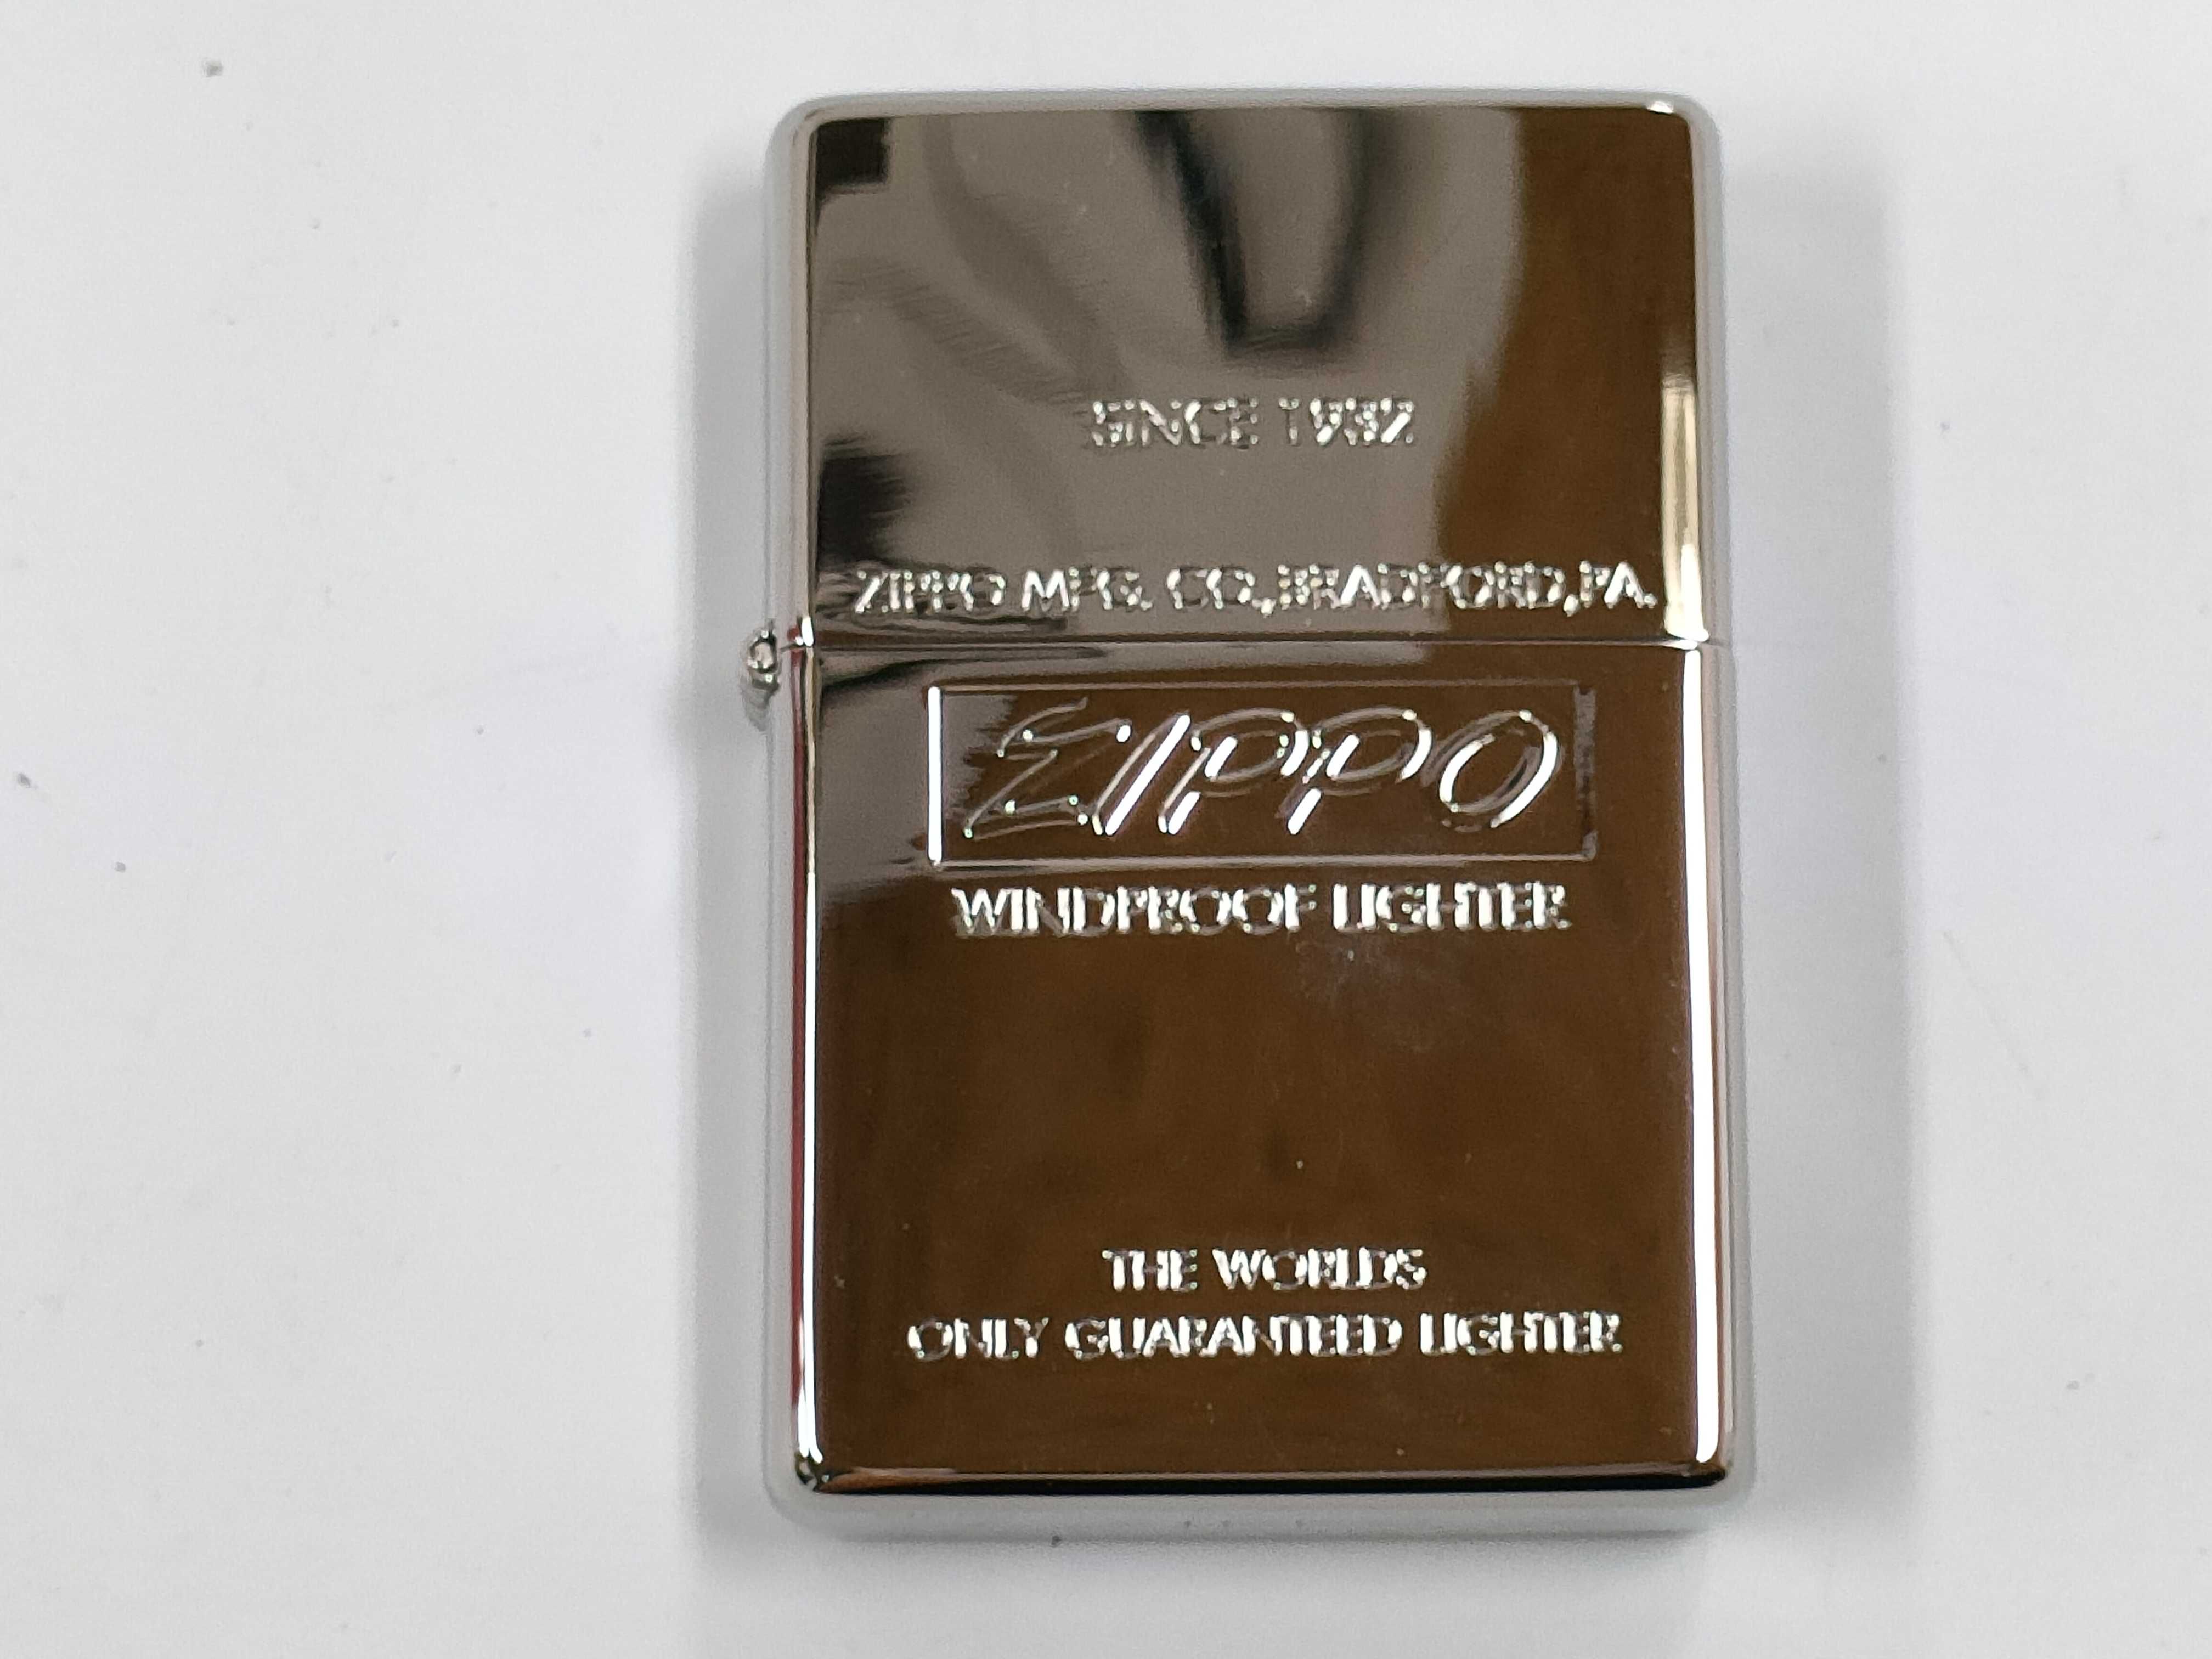 SINCE 1932
ZIPPO MFG. CO.,BRADFORD,PA.
ZIPPO
WINDPROOF LIGHTER
THE WORLDS
ONLY GUARANTEED LIGHTER